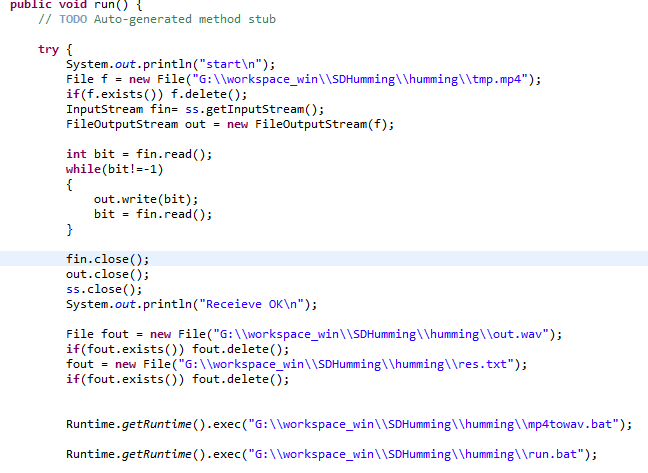 public void run() {
// TODO Auto-generated method stub
try {
System.out.println("start\n");
File f = new File("G:\\workspace_win\\SDHumming\\humming\\tmp.mp4");
if(f.exists()) f.delete();
InputStream fin= ss.getInputStream();
FileOutputStream out = new FileOutputStream(f);
int bit = fin.read();
while(bit!=-1)
{
out.write(bit);
bit = fin.read();
}
fin.close();
out.close();
ss.close();
System.out.println("Receieve OK\n");
File fout = new File("G:\\workspace_win\\SDHumming\\humming\\out.wav");
if(fout.exists()) fout.delete();
fout = new File("G:\\workspace_win\\SDHumming\\humming\\res.txt");
if(fout.exists()) fout.delete();
Runtime.getRuntime().exec("G:\\workspace_win\\SDHumming\\humming\\mp4towav.bat");
Runtime.getRuntime().exec("G:\\workspace_win\\SDHumming\\humming\\run.bat");